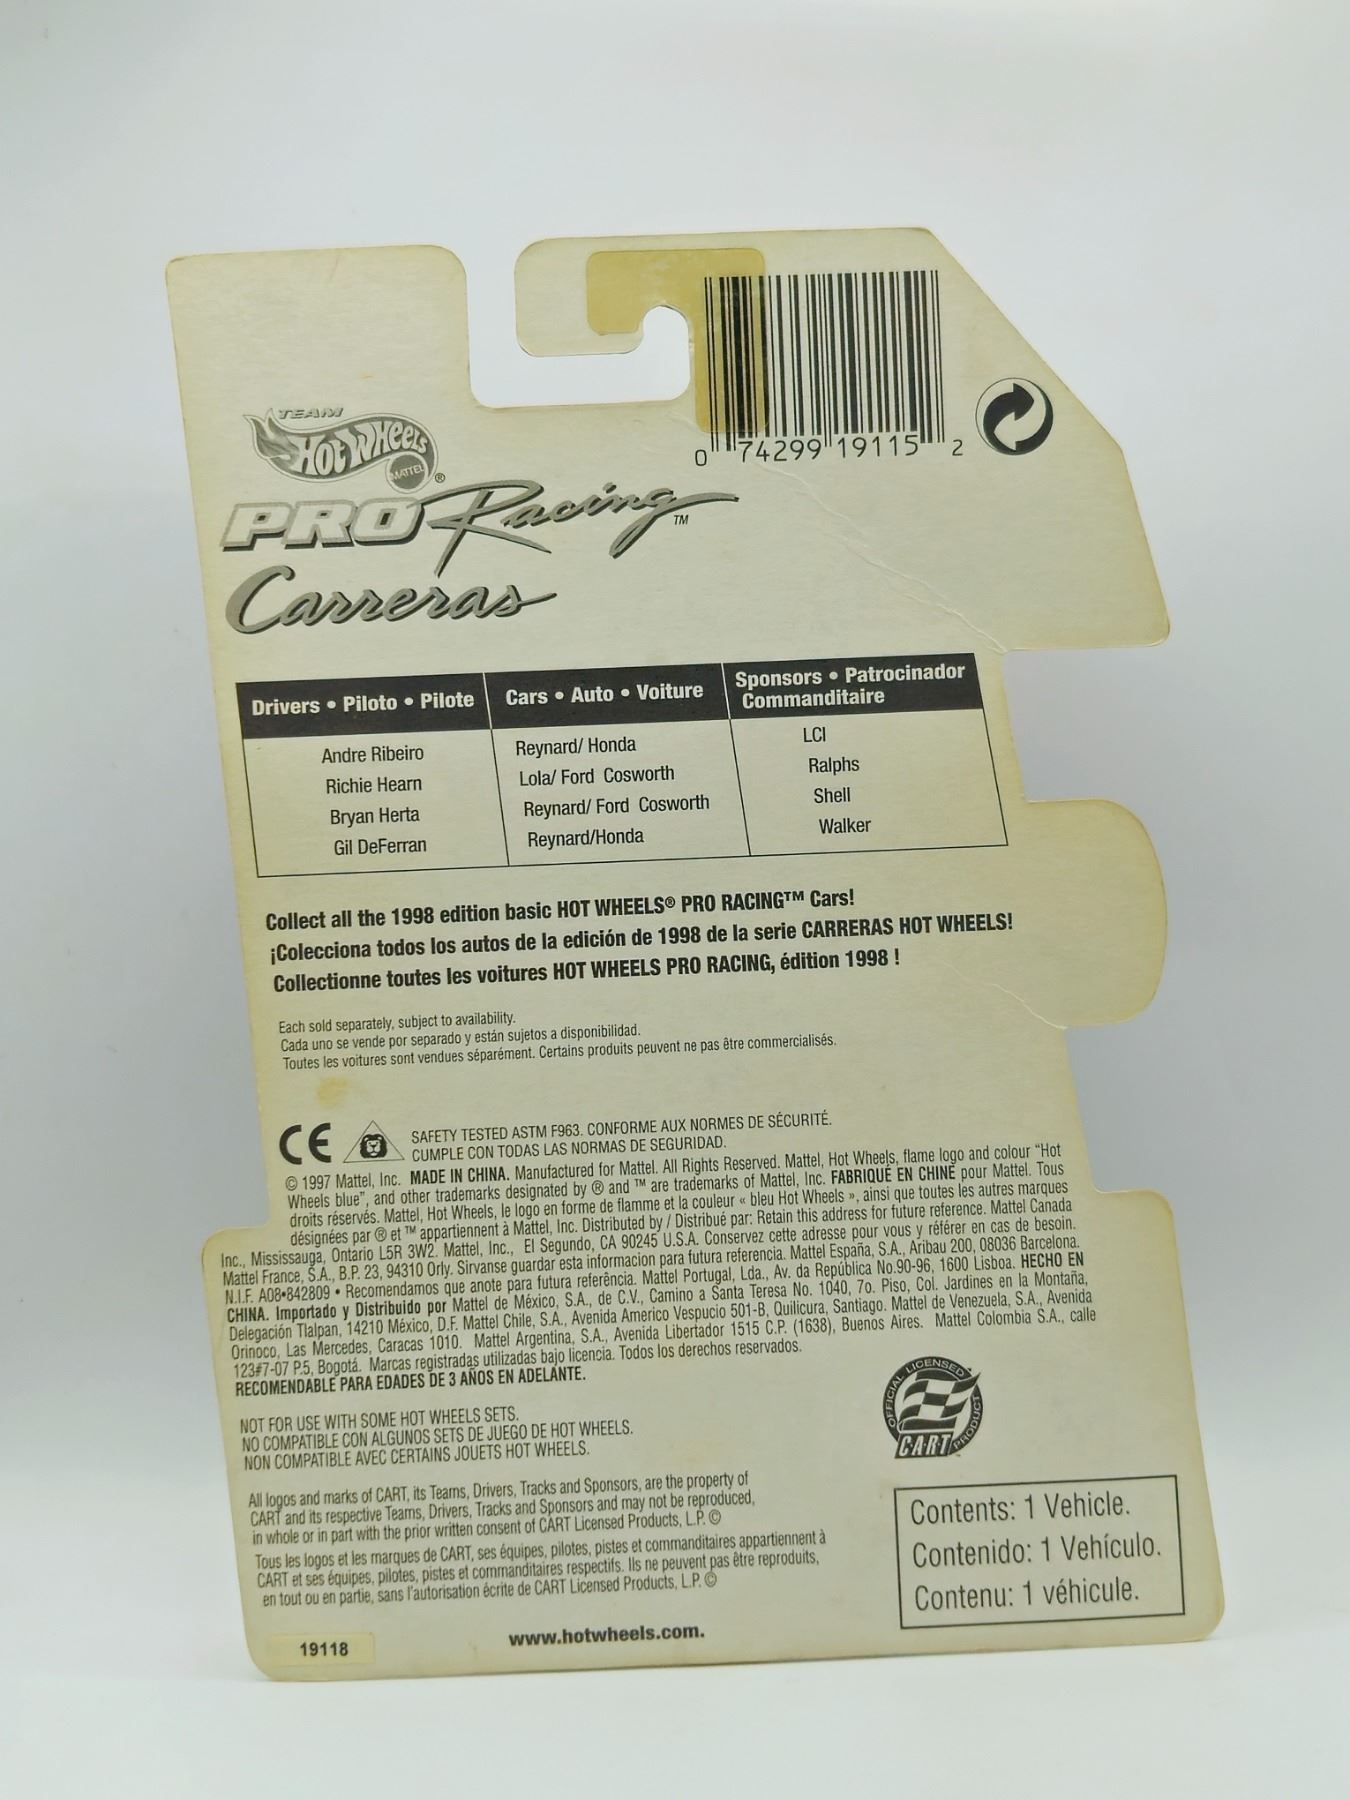 0 74299 19115 2
TEAM
Hot Wheels
MATTEL ®
PRO Racing ™
Carreras
Drivers • Piloto • Pilote Cars • Auto • Voiture Sponsors • Patrocinador
Commanditaire
Andre Ribeiro Reynard/ Honda LCI
Richie Hearn Lola/ Ford Cosworth Ralphs
Bryan Herta Reynard/ Ford Cosworth Shell
Gil DeFerran Reynard/Honda Walker
Collect all the 1998 edition basic HOT WHEELS® PRO RACING™ Cars!
¡Colecciona todos los autos de la edición de 1998 de la serie CARRERAS HOT WHEELS!
Collectionne toutes les voitures HOT WHEELS PRO RACING, édition 1998 !
Each sold separately, subject to availability.
Cada uno se vende por separado y están sujetos a disponibilidad.
Toutes les voitures sont vendues séparément. Certains produits peuvent ne pas être commercialisés.
CE SAFETY TESTED ASTM F963. CONFORME AUX NORMES DE SÉCURITÉ.
CUMPLE CON TODAS LAS NORMAS DE SEGURIDAD.
© 1997 Mattel, Inc. MADE IN CHINA. Manufactured for Mattel. All Rights Reserved. Mattel, Hot Wheels, flame logo and colour “Hot
Wheels blue”, and other trademarks designated by ® and ™ are trademarks of Mattel, Inc. FABRIQUÉ EN CHINE pour Mattel. Tous
droits réservés. Mattel, Hot Wheels, le logo en forme de flamme et la couleur « bleu Hot Wheels », ainsi que toutes les autres marques
désignées par ® et ™ appartiennent à Mattel, Inc. Distributed by / Distribué par: Retain this address for future reference. Mattel Canada
Inc., Mississauga, Ontario L5R 3W2. Mattel, Inc., El Segundo, CA 90245 U.S.A. Conservez cette adresse pour vous y référer en cas de besoin.
Mattel France, S.A., B.P. 23, 94310 Orly. Sirvanse guardar esta informacion para futura referencia. Mattel España, S.A., Aribau 200, 08036 Barcelona.
N.I.F. A08•842809 • Recomendamos que anote para futura referência. Mattel Portugal, Lda., Av. da República No.90-96, 1600 Lisboa. HECHO EN
CHINA. Importado y Distribuido por Mattel de México, S.A., de C.V., Camino a Santa Teresa No. 1040, 7o. Piso, Col. Jardines en la Montaña,
Delegación Tlalpan, 14210 México, D.F. Mattel Chile, S.A., Avenida Americo Vespucio 501-B, Quilicura, Santiago. Mattel de Venezuela, S.A., Avenida
Orinoco, Las Mercedes, Caracas 1010. Mattel Argentina, S.A., Avenida Libertador 1515 C.P. (1638), Buenos Aires. Mattel Colombia S.A., calle
123#7-07 P.5, Bogotá. Marcas registradas utilizadas bajo licencia. Todos los derechos reservados.
RECOMENDABLE PARA EDADES DE 3 AÑOS EN ADELANTE.
NOT FOR USE WITH SOME HOT WHEELS SETS.
NO COMPATIBLE CON ALGUNOS SETS DE JUEGO DE HOT WHEELS.
NON COMPATIBLE AVEC CERTAINS JOUETS HOT WHEELS.
OFFICIAL LICENSED PRODUCT
CART
All logos and marks of CART, its Teams, Drivers, Tracks and Sponsors, are the property of
CART and its respective Teams, Drivers, Tracks and Sponsors and may not be reproduced,
in whole or in part with the prior written consent of CART Licensed Products, L.P. ©
Tous les logos et les marques de CART, ses équipes, pilotes, pistes et commanditaires appartiennent à
CART et ses équipes, pilotes, pistes et commanditaires respectifs. Ils ne peuvent pas être reproduits,
en tout ou en partie, sans l'autorisation écrite de CART Licensed Products, L.P. ©
Contents: 1 Vehicle.
Contenido: 1 Vehículo.
Contenu: 1 véhicule.
19118
www.hotwheels.com.